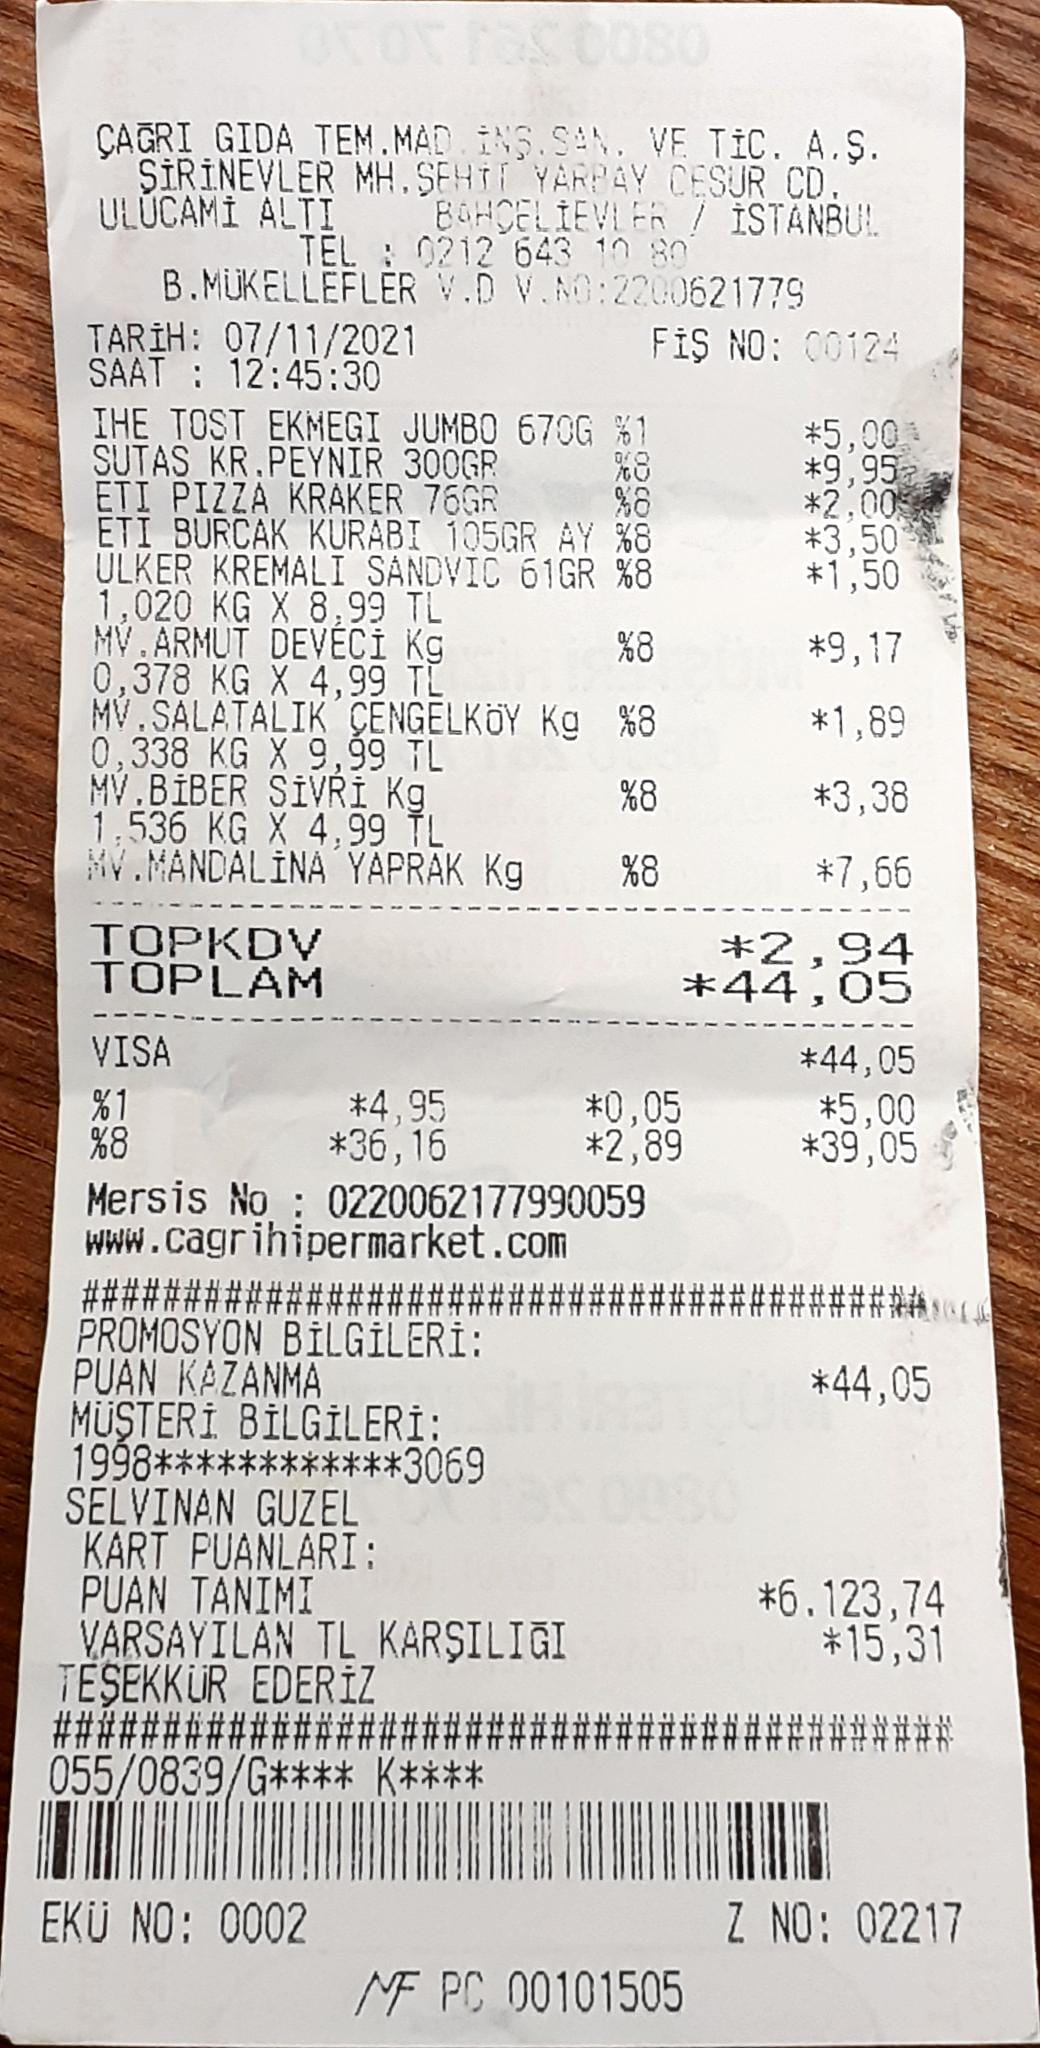 ÇAĞRI GIDA TEM.MAD.İNŞ.SAN. VE TİC. A.Ş.
ŞİRİNEVLER MH.ŞEHİT YARBAY CESUR CD.
ULUCAMİ ALTI BAHÇELİEVLER / İSTANBUL
TEL : 0212 643 10 80
B.MÜKELLEFLER V.D V.NO:2200621779
TARİH: 07/11/2021 FİŞ NO: 00124
SAAT : 12:45:30
IHE TOST EKMEGI JUMBO 670G %1 *5,00
SUTAS KR.PEYNIR 300GR %8 *9,95
ETI PIZZA KRAKER 76GR %8 *2,00
ETI BURCAK KURABI 105GR AY %8 *3,50
ULKER KREMALI SANDVIC 61GR %8 *1,50
1,020 KG X 8,99 TL
MV.ARMUT DEVECİ Kg %8 *9,17
0,378 KG X 4,99 TL
MV.SALATALIK ÇENGELKÖY Kg %8 *1,89
0,338 KG X 9,99 TL
MV.BİBER SİVRİ Kg %8 *3,38
1,536 KG X 4,99 TL
MV.MANDALİNA YAPRAK Kg %8 *7,66
TOPKDV *2,94
TOPLAM *44,05
VISA *44,05
%1 *4,95 *0,05 *5,00
%8 *36,16 *2,89 *39,05
Mersis No : 0220062177990059
www.cagrihipermarket.com
##########################################
PROMOSYON BİLGİLERİ:
PUAN KAZANMA *44,05
MÜŞTERİ BİLGİLERİ:
1998************3069
SELVINAN GUZEL
KART PUANLARI:
PUAN TANIMI *6.123,74
VARSAYILAN TL KARŞILIĞI *15,31
TEŞEKKÜR EDERİZ
##########################################
055/0839/G**** K****
EKÜ NO: 0002 Z NO: 02217
MF PC 00101505